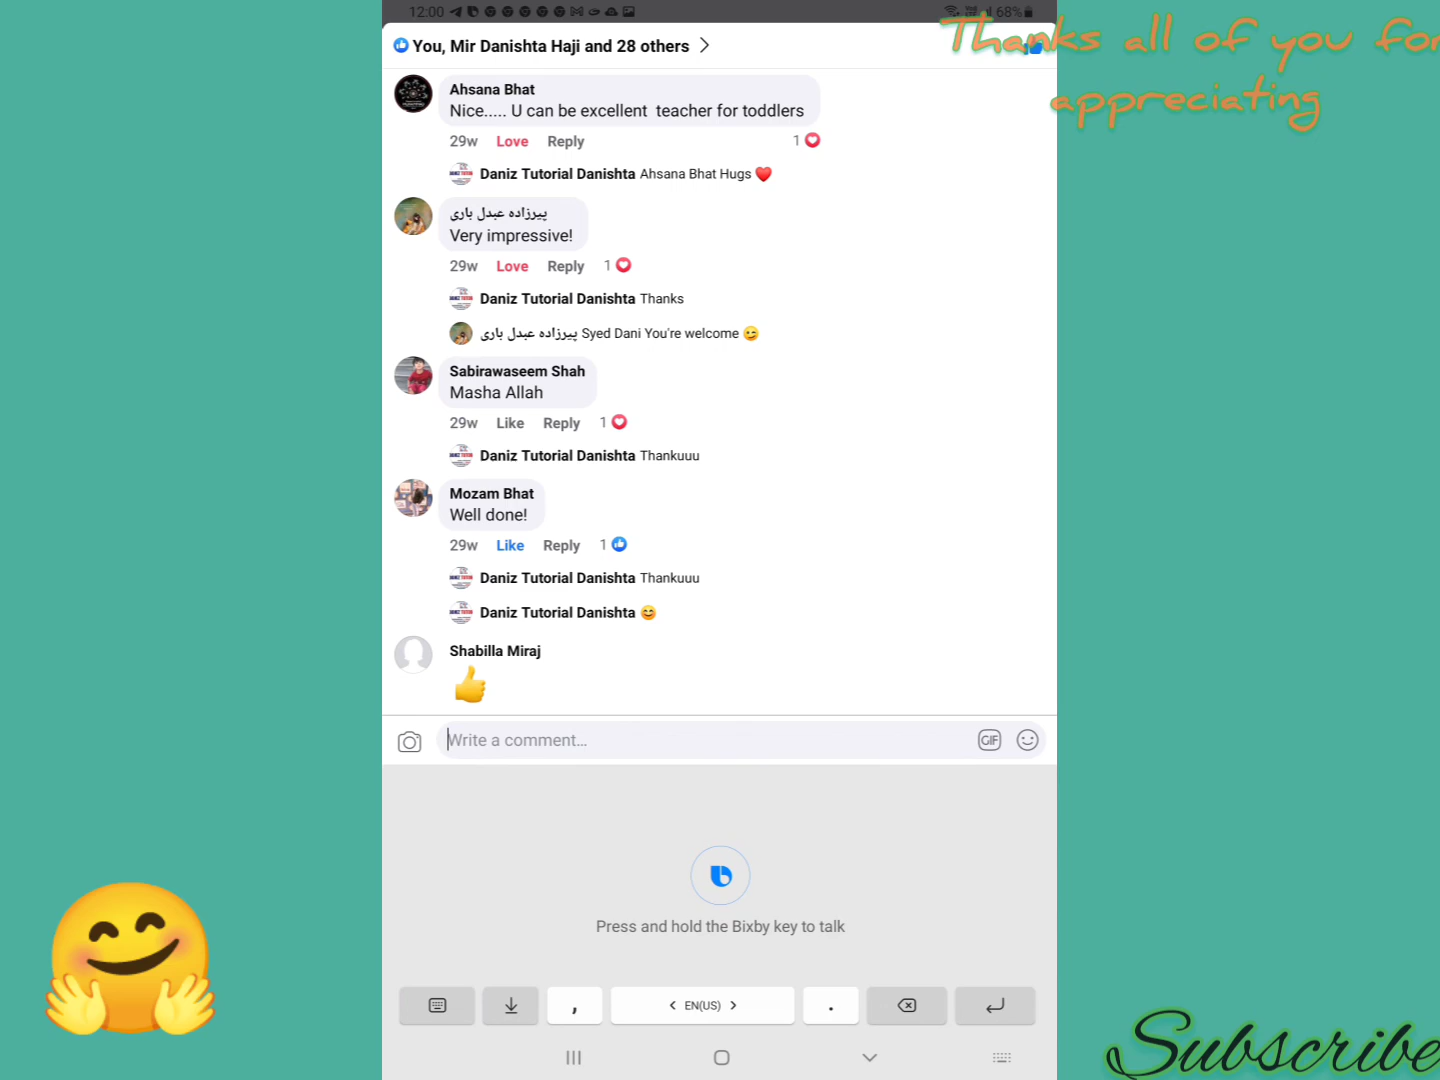 12:00
68%
You, Mir Danishta Haji and 28 others
Thanks all of you for
appreciating
Ahsana Bhat
Nice..... U can be excellent teacher for toddlers
29w Love Reply 1
Daniz Tutorial Danishta Ahsana Bhat Hugs ❤️
پیرزادہ عبدل باری
Very impressive!
29w Love Reply 1
Daniz Tutorial Danishta Thanks
پیرزادہ عبدل باری Syed Dani You're welcome 😉
Sabirawaseem Shah
Masha Allah
29w Like Reply 1
Daniz Tutorial Danishta Thankuuu
Mozam Bhat
Well done!
29w Like Reply 1
Daniz Tutorial Danishta Thankuuu
Daniz Tutorial Danishta 😊
Shabilla Miraj
👍
Write a comment...
GIF
Press and hold the Bixby key to talk
, < EN(US) > .
Subscribe